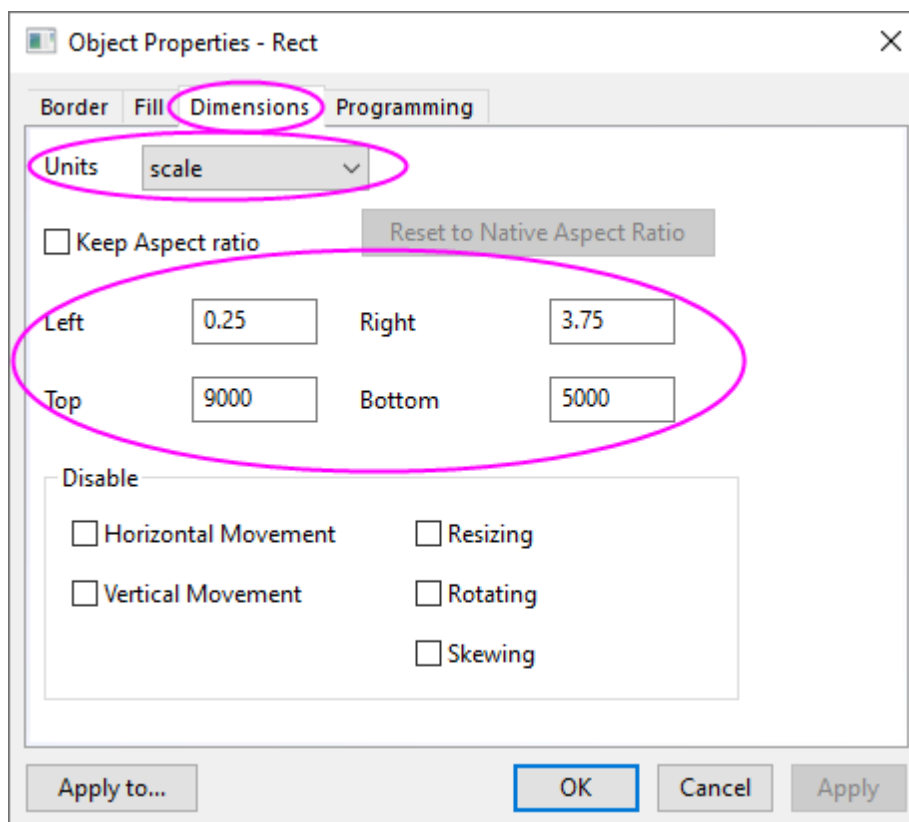 Object Properties - Rect
Border Fill Dimensions Programming
Units scale
Keep Aspect ratio Reset to Native Aspect Ratio
Left 0.25 Right 3.75
Top 9000 Bottom 5000
Disable
Horizontal Movement Resizing
Vertical Movement Rotating
Skewing
Apply to... OK Cancel Apply